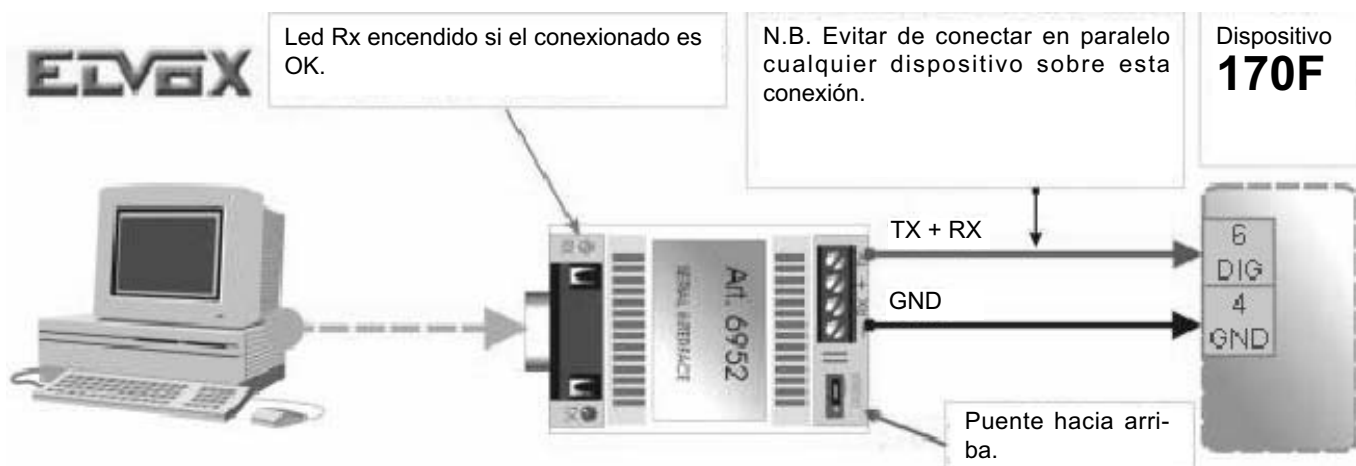 ELVOX
Led Rx encendido si el conexionado es
OK.
N.B. Evitar de conectar en paralelo
cualquier dispositivo sobre esta
conexión.
Dispositivo
170F
TX + RX
GND
Art. 6952
SERIAL INTERFACE
6
DIG
4
GND
Puente hacia arri-
ba.